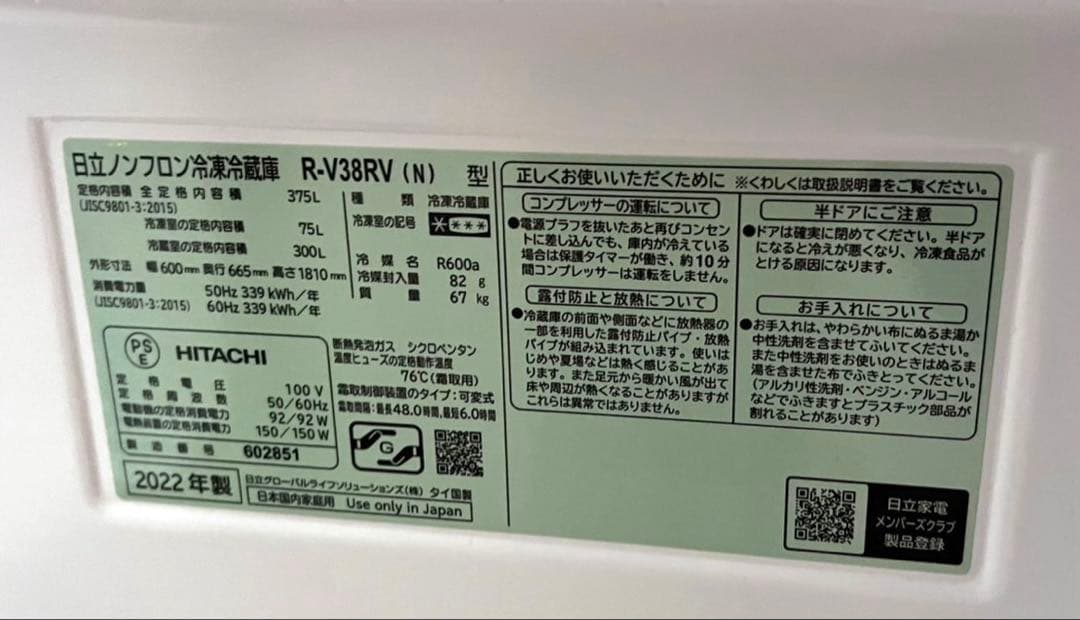 日立ノンフロン冷凍冷蔵庫 R-V38RV (N) 型
定格内容積 全定格内容積 375L
(JISC9801-3:2015)
冷凍室の定格内容積 75L
冷蔵室の定格内容積 300L
外形寸法 幅600mm 奥行665mm 高さ1810mm
消費電力量 50Hz 339 kWh/年
(JISC9801-3:2015) 60Hz 339 kWh/年
種類 冷凍冷蔵庫
冷凍室の記号 ****
冷媒名 R600a
冷媒封入量 82 g
質量 67 kg
PS
E
HITACHI
定格電圧 100 V
定格周波数 50/60Hz
電動機の定格消費電力 92/92 W
電熱装置の定格消費電力 150/150 W
製造番号 602851
断熱発泡ガス シクロペンタン
温度ヒューズの定格動作温度
76℃(霜取用)
霜取制御装置のタイプ:可変式
霜取間隔:最長48.0時間,最短6.0時間
G
2022年製
日立グローバルライフソリューションズ(株) タイ国製
日本国内家庭用 Use only in Japan
正しくお使いいただくために ※くわしくは取扱説明書をご覧ください。
コンプレッサーの運転について
●電源プラグを抜いたあと再びコンセン
トに差し込んでも、庫内が冷えている
場合は保護タイマーが働き、約10分
間コンプレッサーは運転をしません。
露付防止と放熱について
●冷蔵庫の前面や側面などに放熱器の
一部を利用した露付防止パイプ・放熱
パイプが組み込まれています。使いは
じめや夏場などは熱く感じることがあ
ります。また足元から暖かい風が出て
床や周辺が熱くなることがありますが
これらは異常ではありません。
半ドアにご注意
●ドアは確実に閉めてください。半ドア
になると冷えが悪くなり、冷凍食品が
とける原因になります。
お手入れについて
●お手入れは、やわらかい布にぬるま湯か
中性洗剤を含ませてふいてください。
また中性洗剤をお使いのときはぬるま
湯を含ませた布でふきとってください。
(アルカリ性洗剤・ベンジン・アルコール
などでふきますとプラスチック部品が
割れることがあります)
日立家電
メンバーズクラブ
製品登録